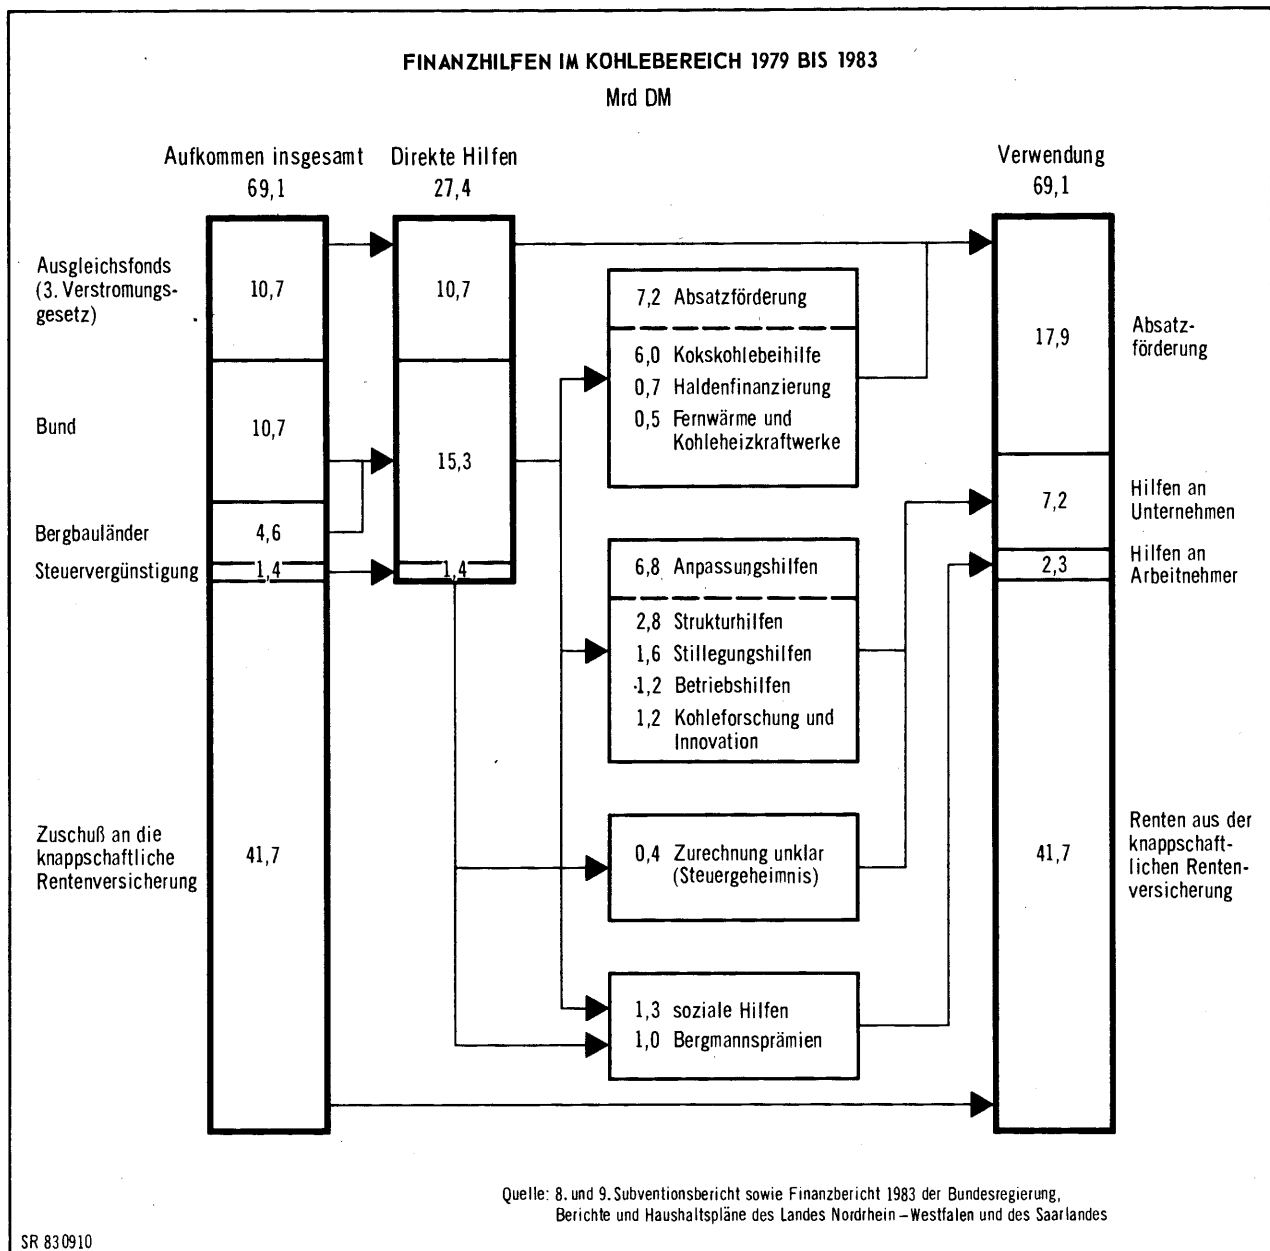 FINANZHILFEN IM KOHLEBEREICH 1979 BIS 1983
Mrd DM
Aufkommen insgesamt
69,1
Direkte Hilfen
27,4
Verwendung
69,1
Ausgleichsfonds
(3. Verstromungs-
gesetz)
10,7
10,7
Bund
10,7
15,3
Bergbauländer
4,6
Steuervergünstigung
1,4
1,4
Zuschuß an die
knappschaftliche
Rentenversicherung
41,7
7,2 Absatzförderung
6,0 Kokskohlebeihilfe
0,7 Haldenfinanzierung
0,5 Fernwärme und
Kohleheizkraftwerke
6,8 Anpassungshilfen
2,8 Strukturhilfen
1,6 Stillegungshilfen
1,2 Betriebshilfen
1,2 Kohleforschung und
Innovation
0,4 Zurechnung unklar
(Steuergeheimnis)
1,3 soziale Hilfen
1,0 Bergmannsprämien
17,9
Absatz-
förderung
7,2
Hilfen an
Unternehmen
2,3
Hilfen an
Arbeitnehmer
41,7
Renten aus der
knappschaft-
lichen Renten-
versicherung
Quelle: 8. und 9. Subventionsbericht sowie Finanzbericht 1983 der Bundesregierung,
Berichte und Haushaltspläne des Landes Nordrhein–Westfalen und des Saarlandes
SR 830910